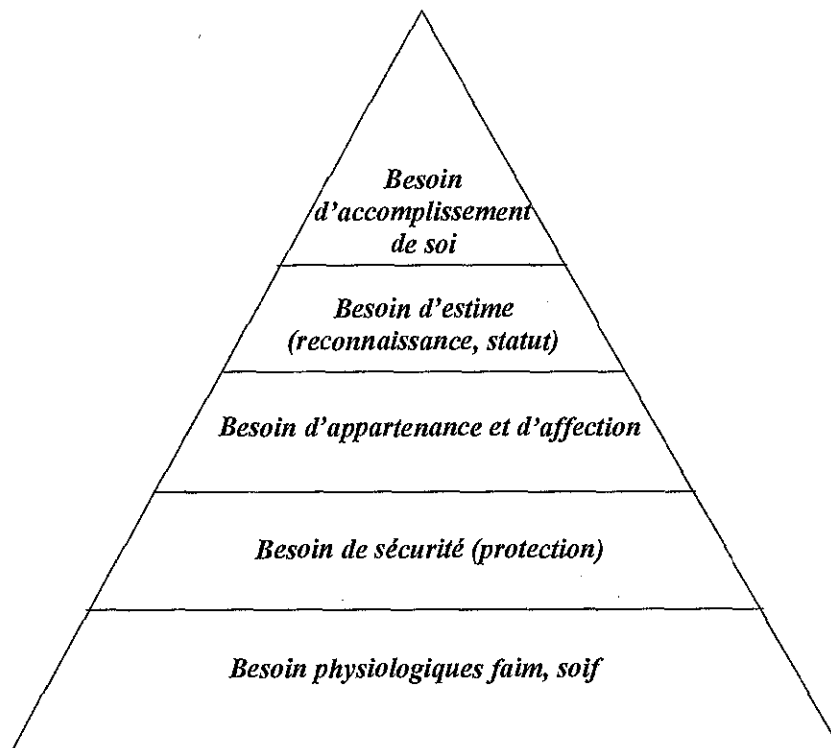 Besoin
d'accomplissement
de soi
Besoin d'estime
(reconnaissance, statut)
Besoin d'appartenance et d'affection
Besoin de sécurité (protection)
Besoin physiologiques faim, soif